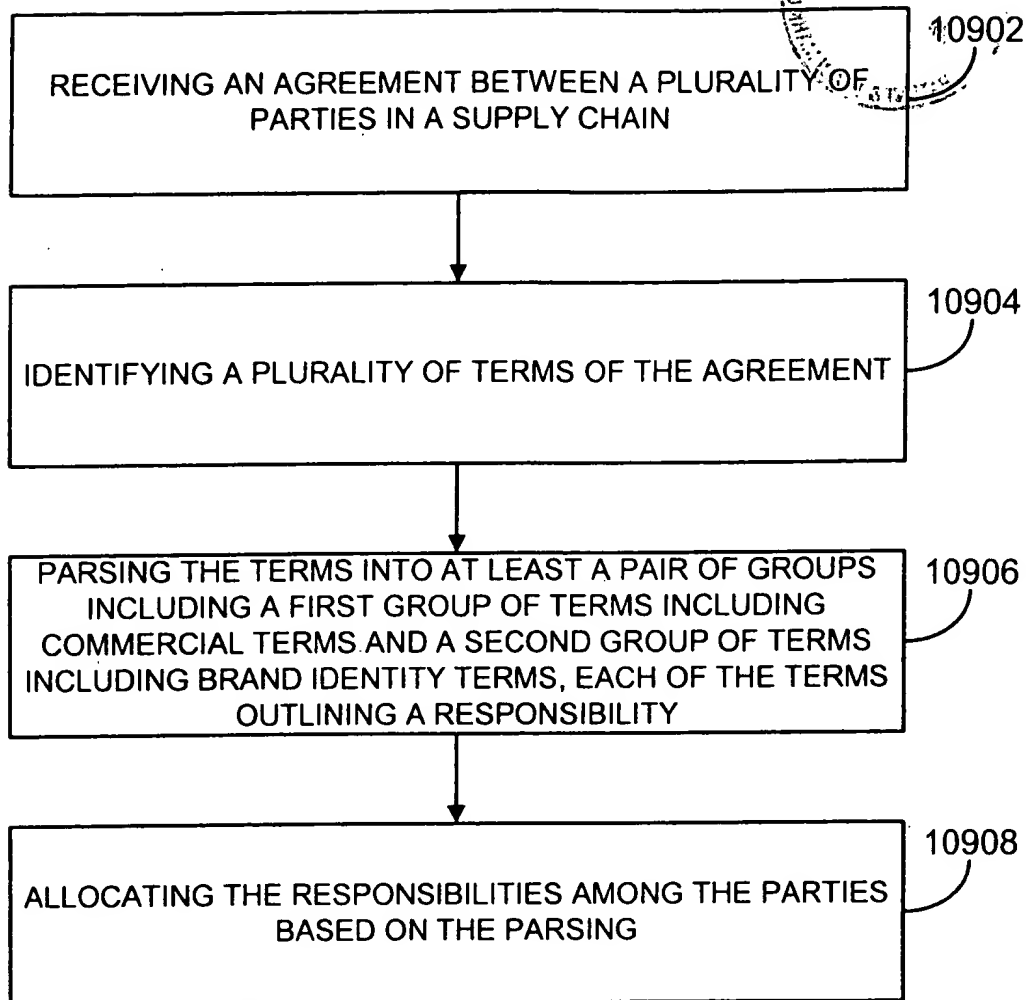 10902
RECEIVING AN AGREEMENT BETWEEN A PLURALITY OF
PARTIES IN A SUPPLY CHAIN
10904
IDENTIFYING A PLURALITY OF TERMS OF THE AGREEMENT
10906
PARSING THE TERMS INTO AT LEAST A PAIR OF GROUPS
INCLUDING A FIRST GROUP OF TERMS INCLUDING
COMMERCIAL TERMS AND A SECOND GROUP OF TERMS
INCLUDING BRAND IDENTITY TERMS, EACH OF THE TERMS
OUTLINING A RESPONSIBILITY
10908
ALLOCATING THE RESPONSIBILITIES AMONG THE PARTIES
BASED ON THE PARSING